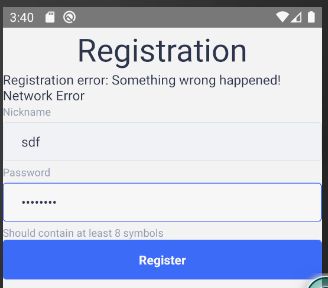 3:40
Registration
Registration error: Something wrong happened!
Network Error
Nickname
sdf
Password
••••••••
Should contain at least 8 symbols
Register